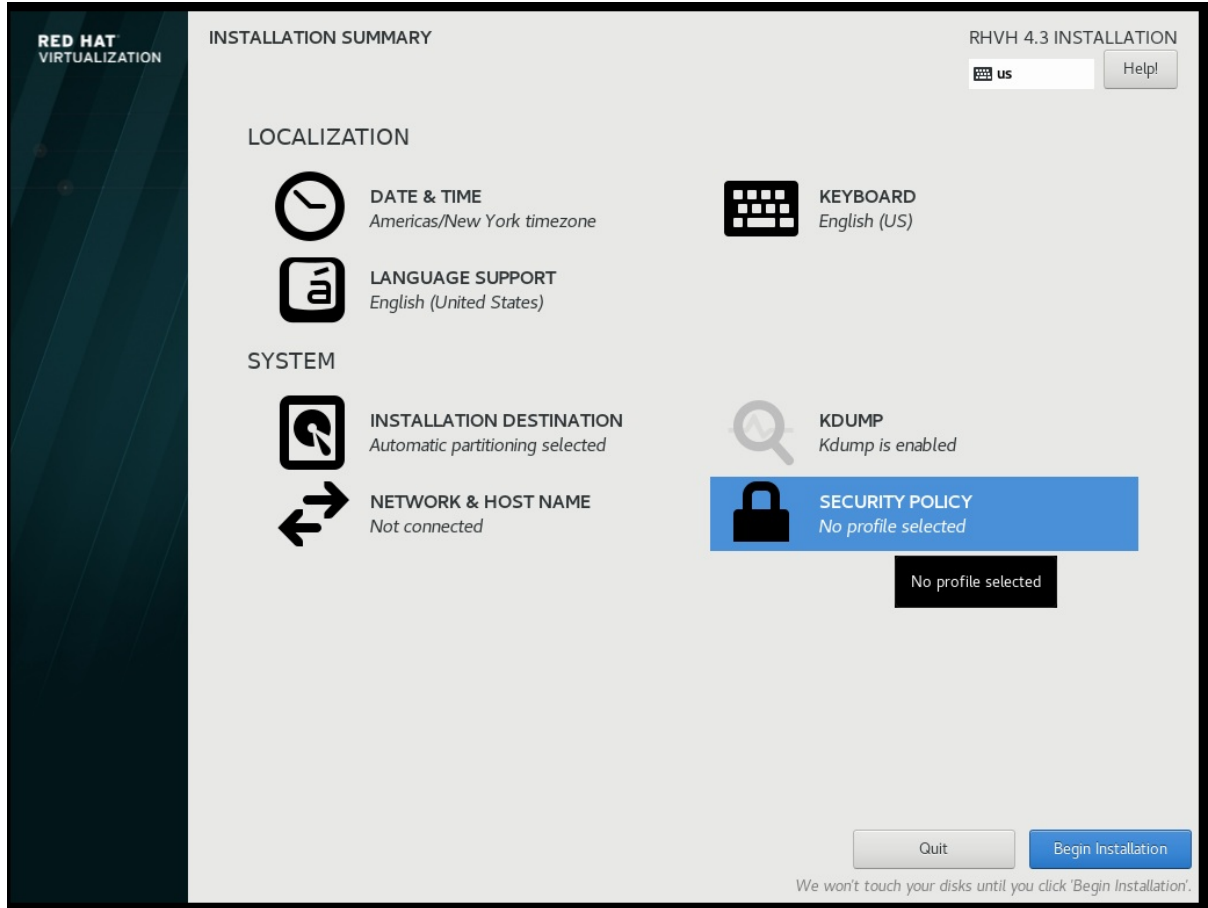 RED HAT
VIRTUALIZATION
INSTALLATION SUMMARY
RHVH 4.3 INSTALLATION
us
Help!
LOCALIZATION
DATE & TIME
Americas/New York timezone
KEYBOARD
English (US)
á
LANGUAGE SUPPORT
English (United States)
SYSTEM
INSTALLATION DESTINATION
Automatic partitioning selected
KDUMP
Kdump is enabled
NETWORK & HOST NAME
Not connected
SECURITY POLICY
No profile selected
No profile selected
Quit
Begin Installation
We won't touch your disks until you click 'Begin Installation'.